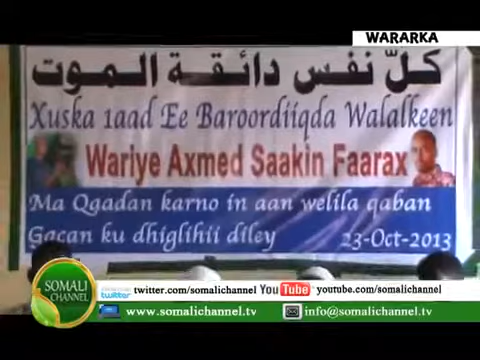 WARARKA
كلّ نفس دائقة الموت
Xuska 1aad Ee Baroordiiqda Walalkeen
Wariye Axmed Saakin Faarax
Ma Qgadan karno in aan welila qaban
Gacan ku dhiglihii diley 23-Oct-2013
SOMALI CHANNEL
twitter twitter.com/somalichannel YouTube youtube.com/somalichannel
www.somalichannel.tv info@somalichannel.tv